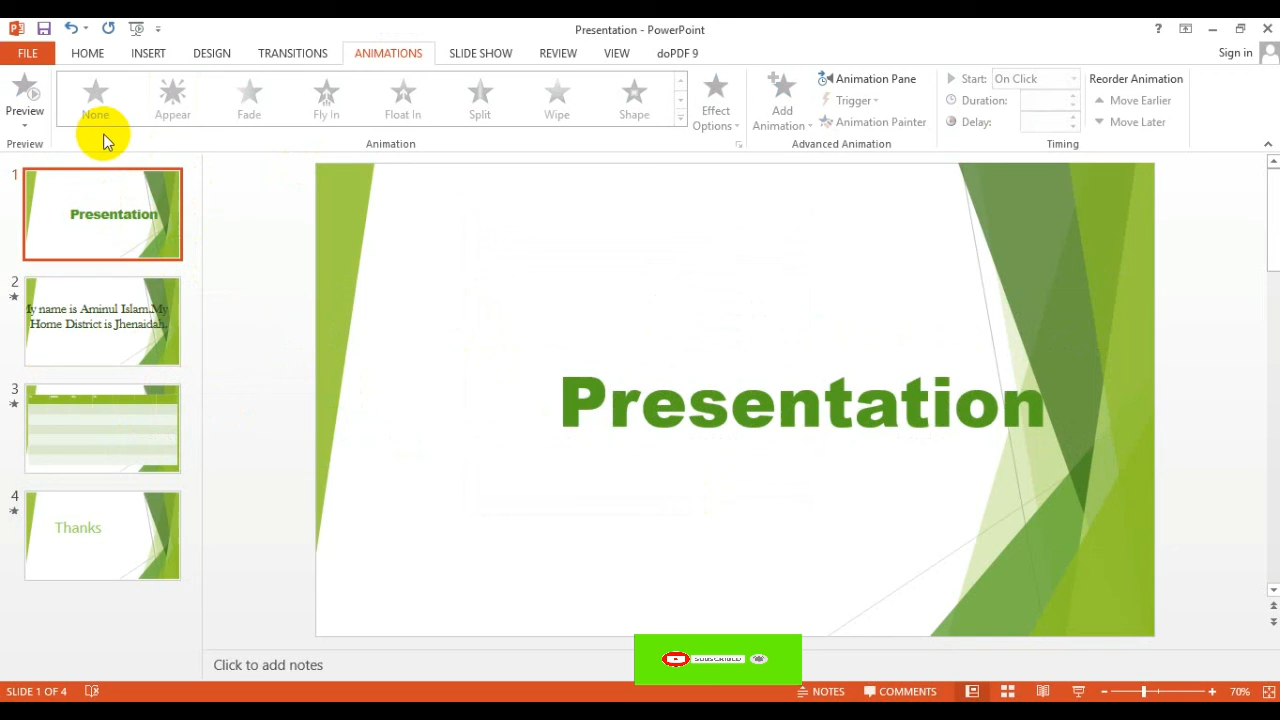 Presentation - PowerPoint
?
FILE
HOME
INSERT
DESIGN
TRANSITIONS
ANIMATIONS
SLIDE SHOW
REVIEW
VIEW
doPDF 9
Sign in
Preview
None
Appear
Fade
Fly In
Float In
Split
Wipe
Shape
Effect
Options
Add
Animation
Animation Pane
Trigger
Animation Painter
Start: On Click
Duration:
Delay:
Reorder Animation
Move Earlier
Move Later
Preview
Animation
Advanced Animation
Timing
1
Presentation
2
My name is Aminul Islam.My
Home District is Jhenaidah.
3
4
Thanks
Presentation
SUBSCRIBED
Click to add notes
SLIDE 1 OF 4
NOTES
COMMENTS
70%